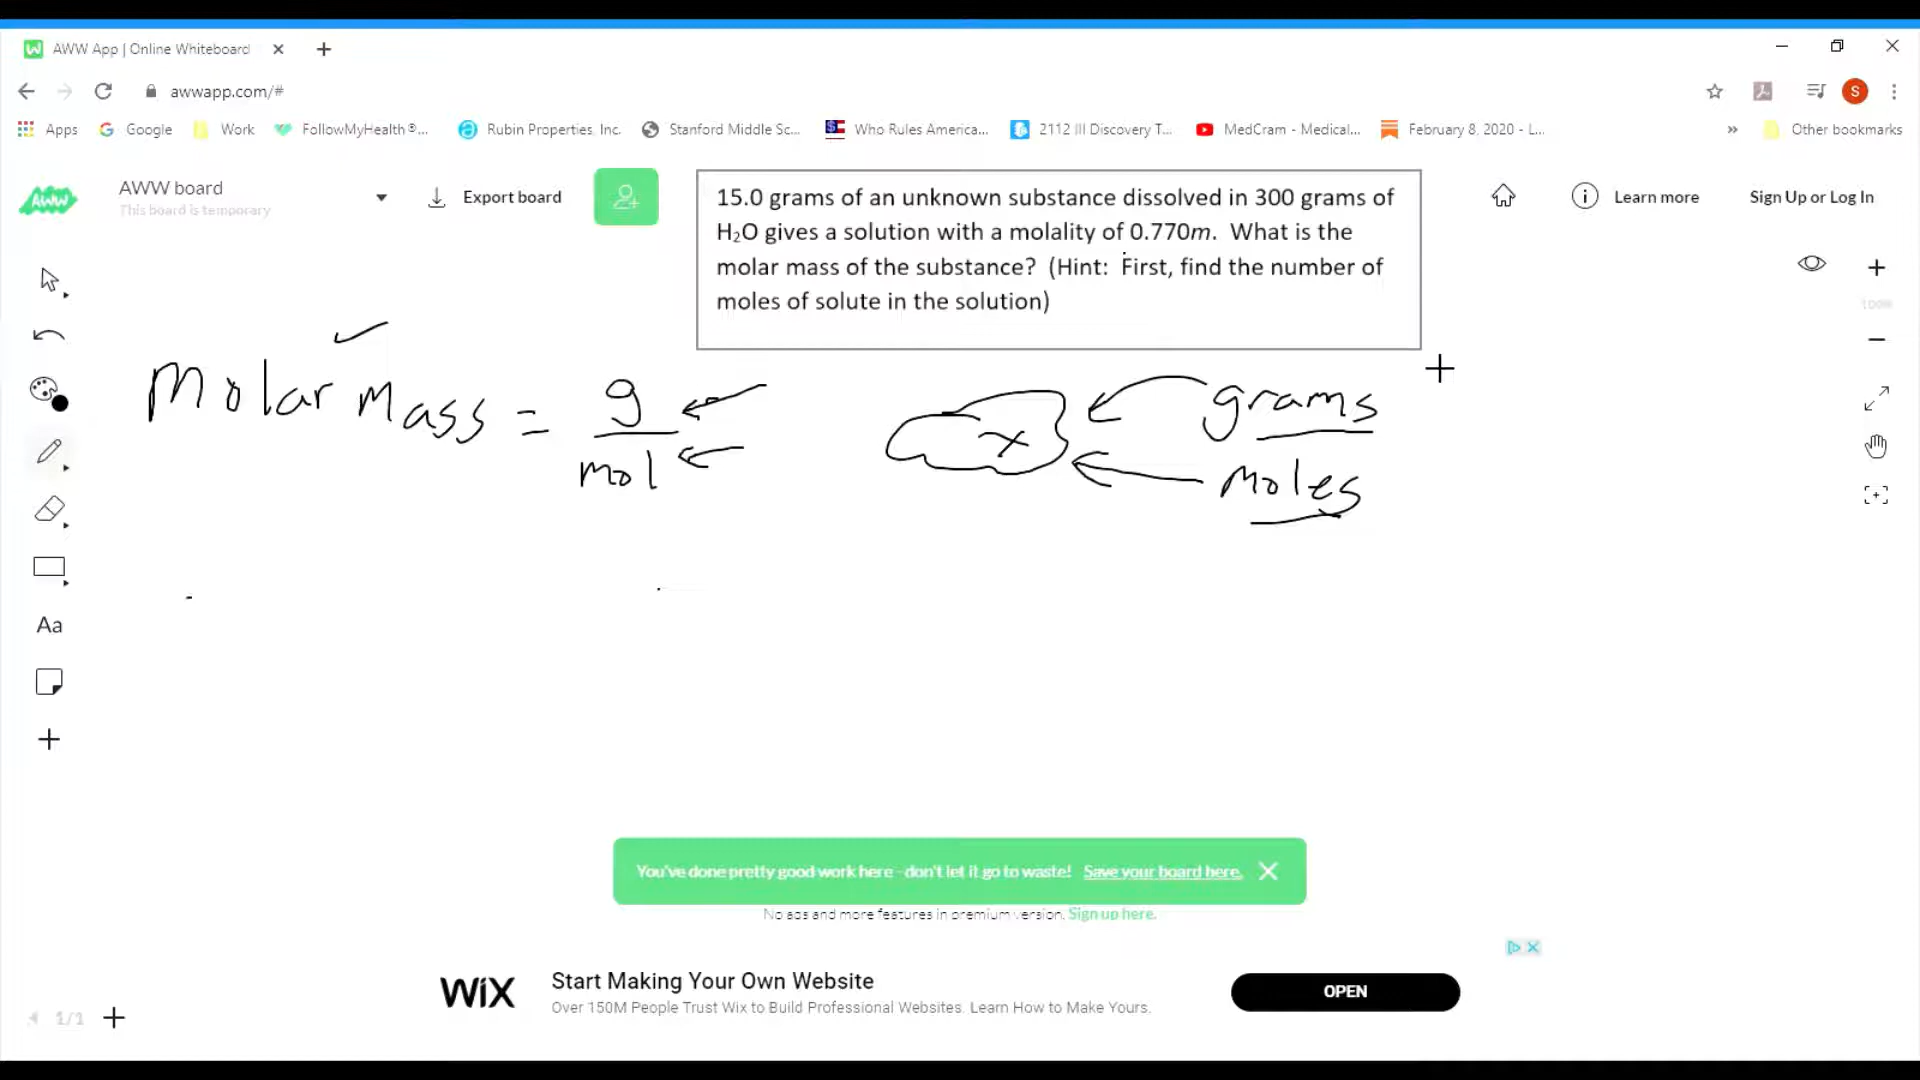 AWW App | Online Whiteboard
awwapp.com/#
Apps Google Work FollowMyHealth®... Rubin Properties, Inc. Stanford Middle Sc... Who Rules America... 2112 III Discovery T... MedCram - Medical... February 8, 2020 - L... » Other bookmarks
S
AWW
AWW board
This board is temporary
Export board
Learn more
Sign Up or Log In
15.0 grams of an unknown substance dissolved in 300 grams of
H₂O gives a solution with a molality of 0.770m. What is the
molar mass of the substance? (Hint: First, find the number of
moles of solute in the solution)
100%
Molar Mass = g
mol
x
grams
moles
Aa
You've done pretty good work here - don't let it go to waste! Save your board here.
No ads and more features in premium version. Sign up here.
WiX
Start Making Your Own Website
Over 150M People Trust Wix to Build Professional Websites. Learn How to Make Yours.
OPEN
1/1